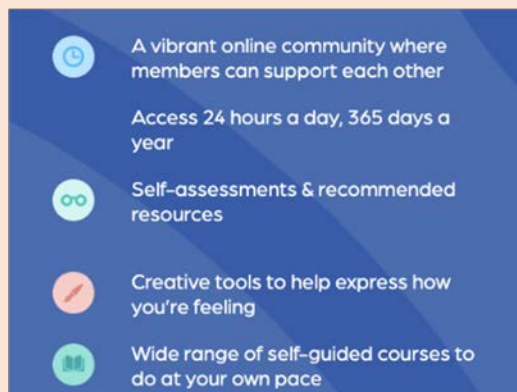 A vibrant online community where
members can support each other
Access 24 hours a day, 365 days a
year
Self-assessments & recommended
resources
Creative tools to help express how
you're feeling
Wide range of self-guided courses to
do at your own pace